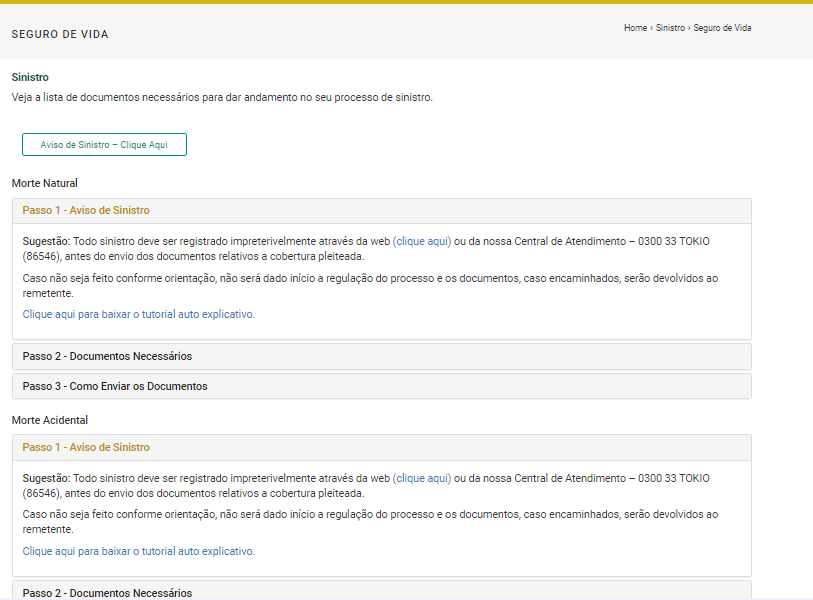 SEGURO DE VIDA
Home › Sinistro › Seguro de Vida
Sinistro
Veja a lista de documentos necessários para dar andamento no seu processo de sinistro.
Aviso de Sinistro – Clique Aqui
Morte Natural
Passo 1 - Aviso de Sinistro
Sugestão: Todo sinistro deve ser registrado impreterivelmente através da web (clique aqui) ou da nossa Central de Atendimento – 0300 33 TOKIO
(86546), antes do envio dos documentos relativos a cobertura pleiteada.
Caso não seja feito conforme orientação, não será dado início a regulação do processo e os documentos, caso encaminhados, serão devolvidos ao
remetente.
Clique aqui para baixar o tutorial auto explicativo.
Passo 2 - Documentos Necessários
Passo 3 - Como Enviar os Documentos
Morte Acidental
Passo 1 - Aviso de Sinistro
Sugestão: Todo sinistro deve ser registrado impreterivelmente através da web (clique aqui) ou da nossa Central de Atendimento – 0300 33 TOKIO
(86546), antes do envio dos documentos relativos a cobertura pleiteada.
Caso não seja feito conforme orientação, não será dado início a regulação do processo e os documentos, caso encaminhados, serão devolvidos ao
remetente.
Clique aqui para baixar o tutorial auto explicativo.
Passo 2 - Documentos Necessários